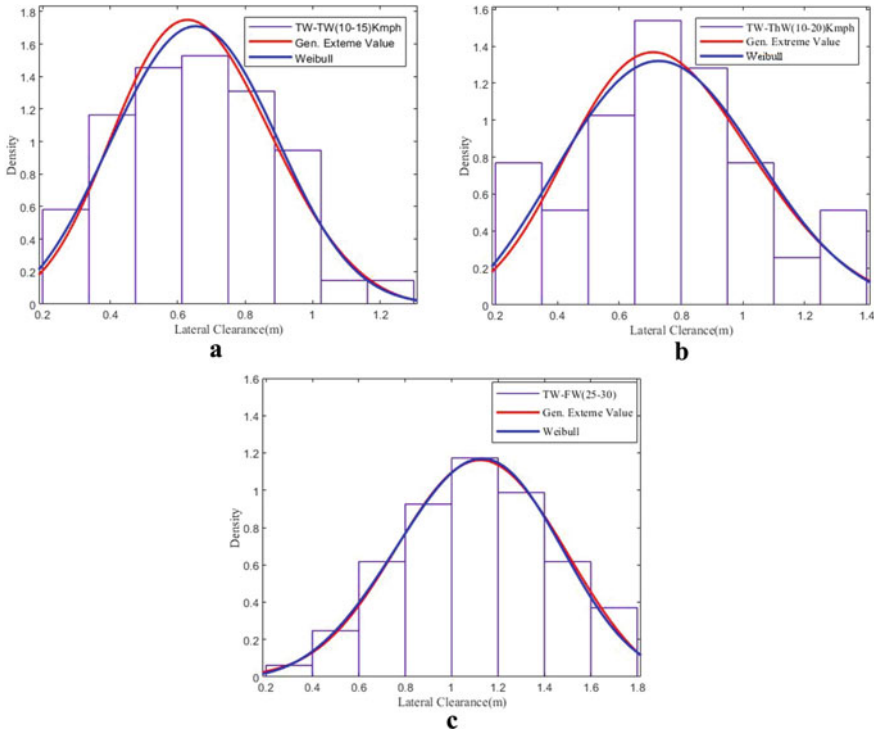 2
1.8
1.6
1.4
1.2
1
0.8
0.6
0.4
0.2
0
Density
TW-TW(10-15)Kmph
Gen. Exteme Value
Weibull
0.2 0.4 0.6 0.8 1 1.2
Lateral Clearance(m)
a
1.6
1.4
1.2
1
0.8
0.6
0.4
0.2
0
Density
TW-ThW(10-20)Kmph
Gen. Extreme Value
Weibull
0.2 0.4 0.6 0.8 1 1.2 1.4
Lateral Clerance(m)
b
1.6
1.4
1.2
1
0.8
0.6
0.4
0.2
0
Density
TW-FW(25-30)
Gen. Exteme Value
Weibull
0.2 0.4 0.6 0.8 1 1.2 1.4 1.6 1.8
Lateral Clearance(m)
c